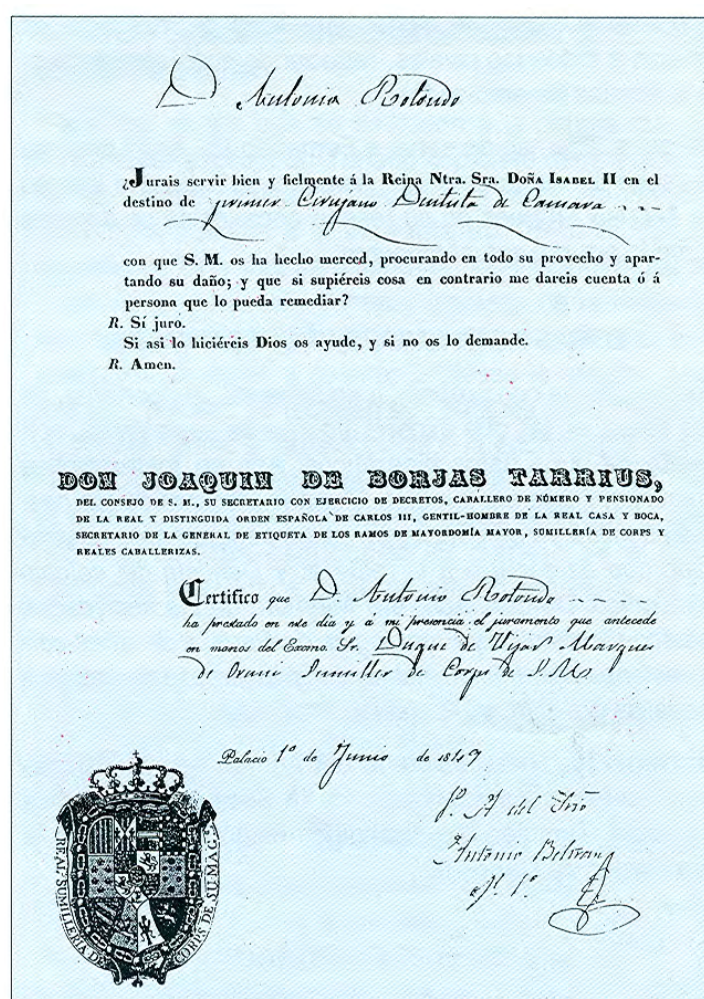 D Antonio Rotondo
¿Jurais servir bien y fielmente á la Reina Ntra. Sra. DOÑA ISABEL II en el
destino de primer Cirujano Dentista de Camara
con que S. M. os ha hecho merced, procurando en todo su provecho y apar-
tando su daño; y que si supiéreis cosa en contrario me dareis cuenta ó á
persona que lo pueda remediar?
R. Sí juro.
Si asi lo hiciéreis Dios os ayude, y si no os lo demande.
R. Amen.
DON JOAQUIN DE BORJAS TARRIUS,
DEL CONSEJO DE S. M., SU SECRETARIO CON EJERCICIO DE DECRETOS, CABALLERO DE NÚMERO Y PENSIONADO
DE LA REAL Y DISTINGUIDA ORDEN ESPAÑOLA DE CARLOS III, GENTIL-HOMBRE DE LA REAL CASA Y BOCA,
SECRETARIO DE LA GENERAL DE ETIQUETA DE LOS RAMOS DE MAYORDOMÍA MAYOR, SUMILLERÍA DE CORPS Y
REALES CABALLERIZAS.
Certifico que D. Antonio Rotondo
ha prestado en este dia y á mi presencia el juramento que antecede
en manos del Excmo. Sr. Duque de Hijar Marques
de Orani Sumiller de Corps de S. M.
Palacio 1º de Junio de 1849
P. A del Srio
Antonio Beltran
REAL SUMILLERIA DE CORPS DE SU MAG.